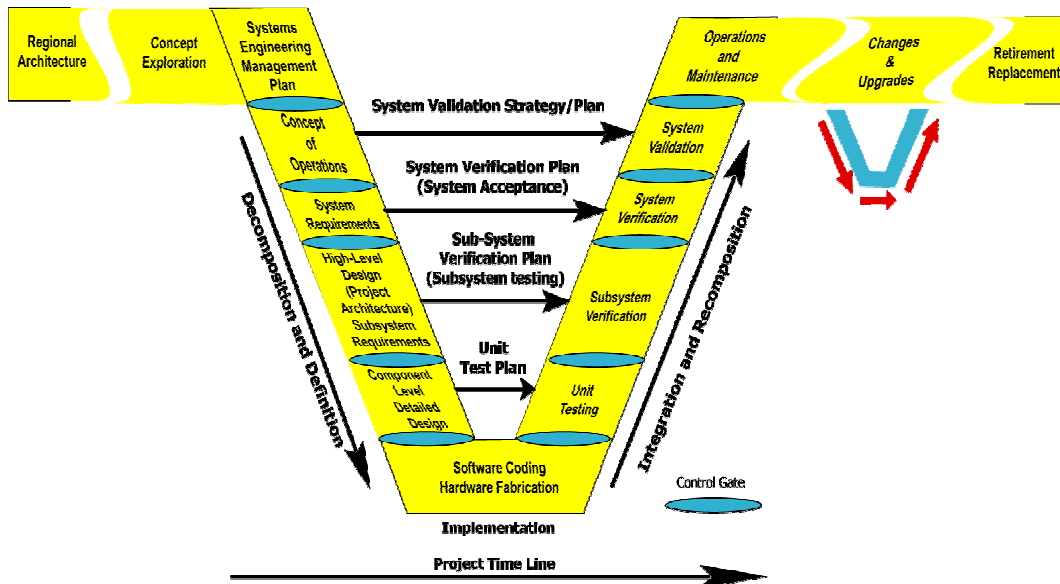 Regional
Architecture
Concept
Exploration
Systems
Engineering
Management
Plan
Concept
of
Operations
System
Requirements
High-Level
Design
(Project
Architecture)
Subsystem
Requirements
Component
Level
Detailed
Design
Software Coding
Hardware Fabrication
Implementation
Unit
Testing
Subsystem
Verification
System
Verification
System
Validation
Operations
and
Maintenance
Changes
&
Upgrades
Retirement
Replacement
System Validation Strategy/Plan
System Verification Plan
(System Acceptance)
Sub-System
Verification Plan
(Subsystem testing)
Unit
Test Plan
Decomposition and Definition
Integration and Recomposition
Control Gate
Project Time Line